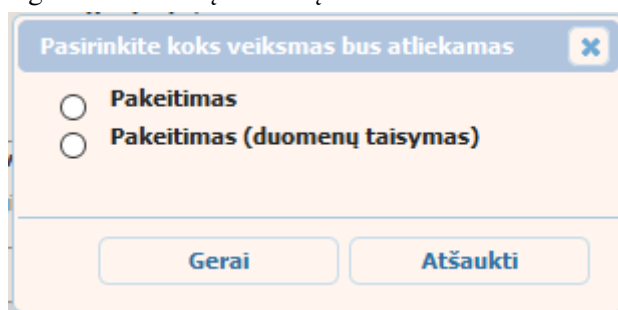 Pasirinkite koks veiksmas bus atliekamas
Pakeitimas
Pakeitimas (duomenų taisymas)
Gerai
Atšaukti